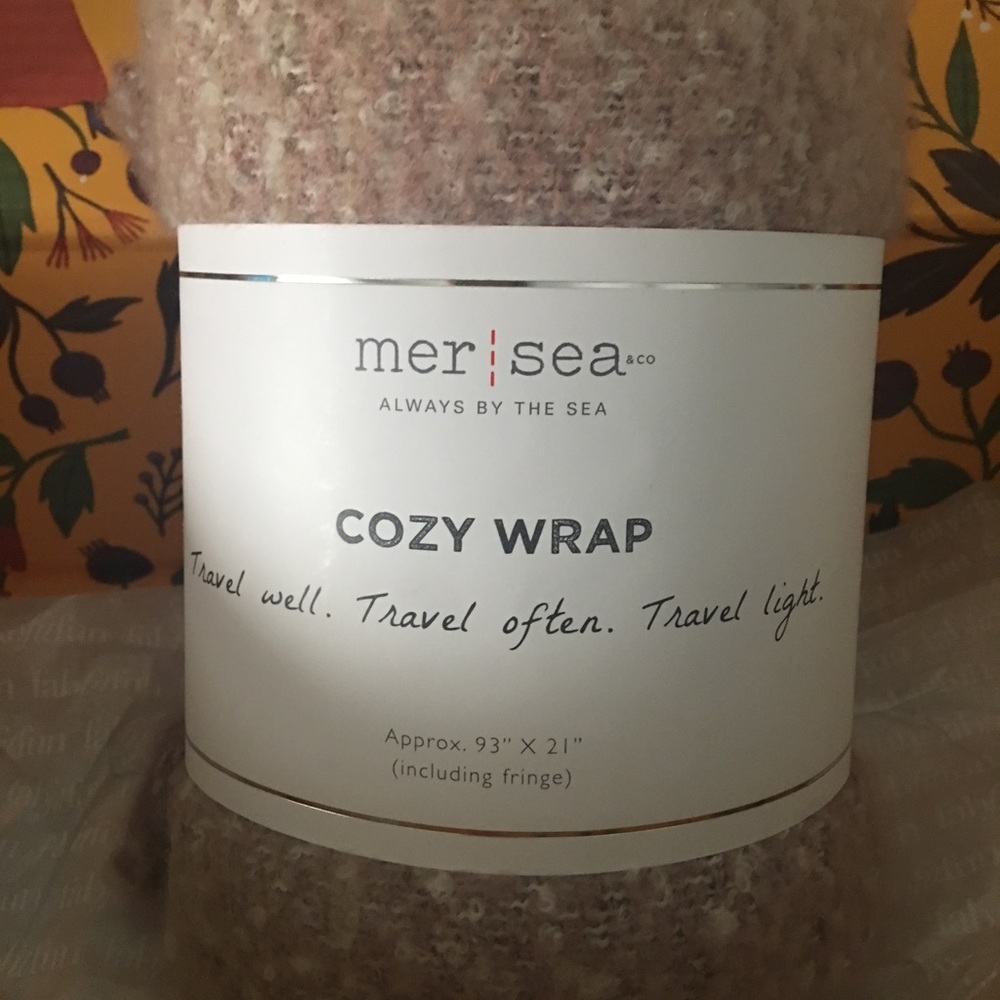 mer¦sea &CO
ALWAYS BY THE SEA
COZY WRAP
Travel well. Travel often. Travel light.
Approx. 93" X 21"
(including fringe)